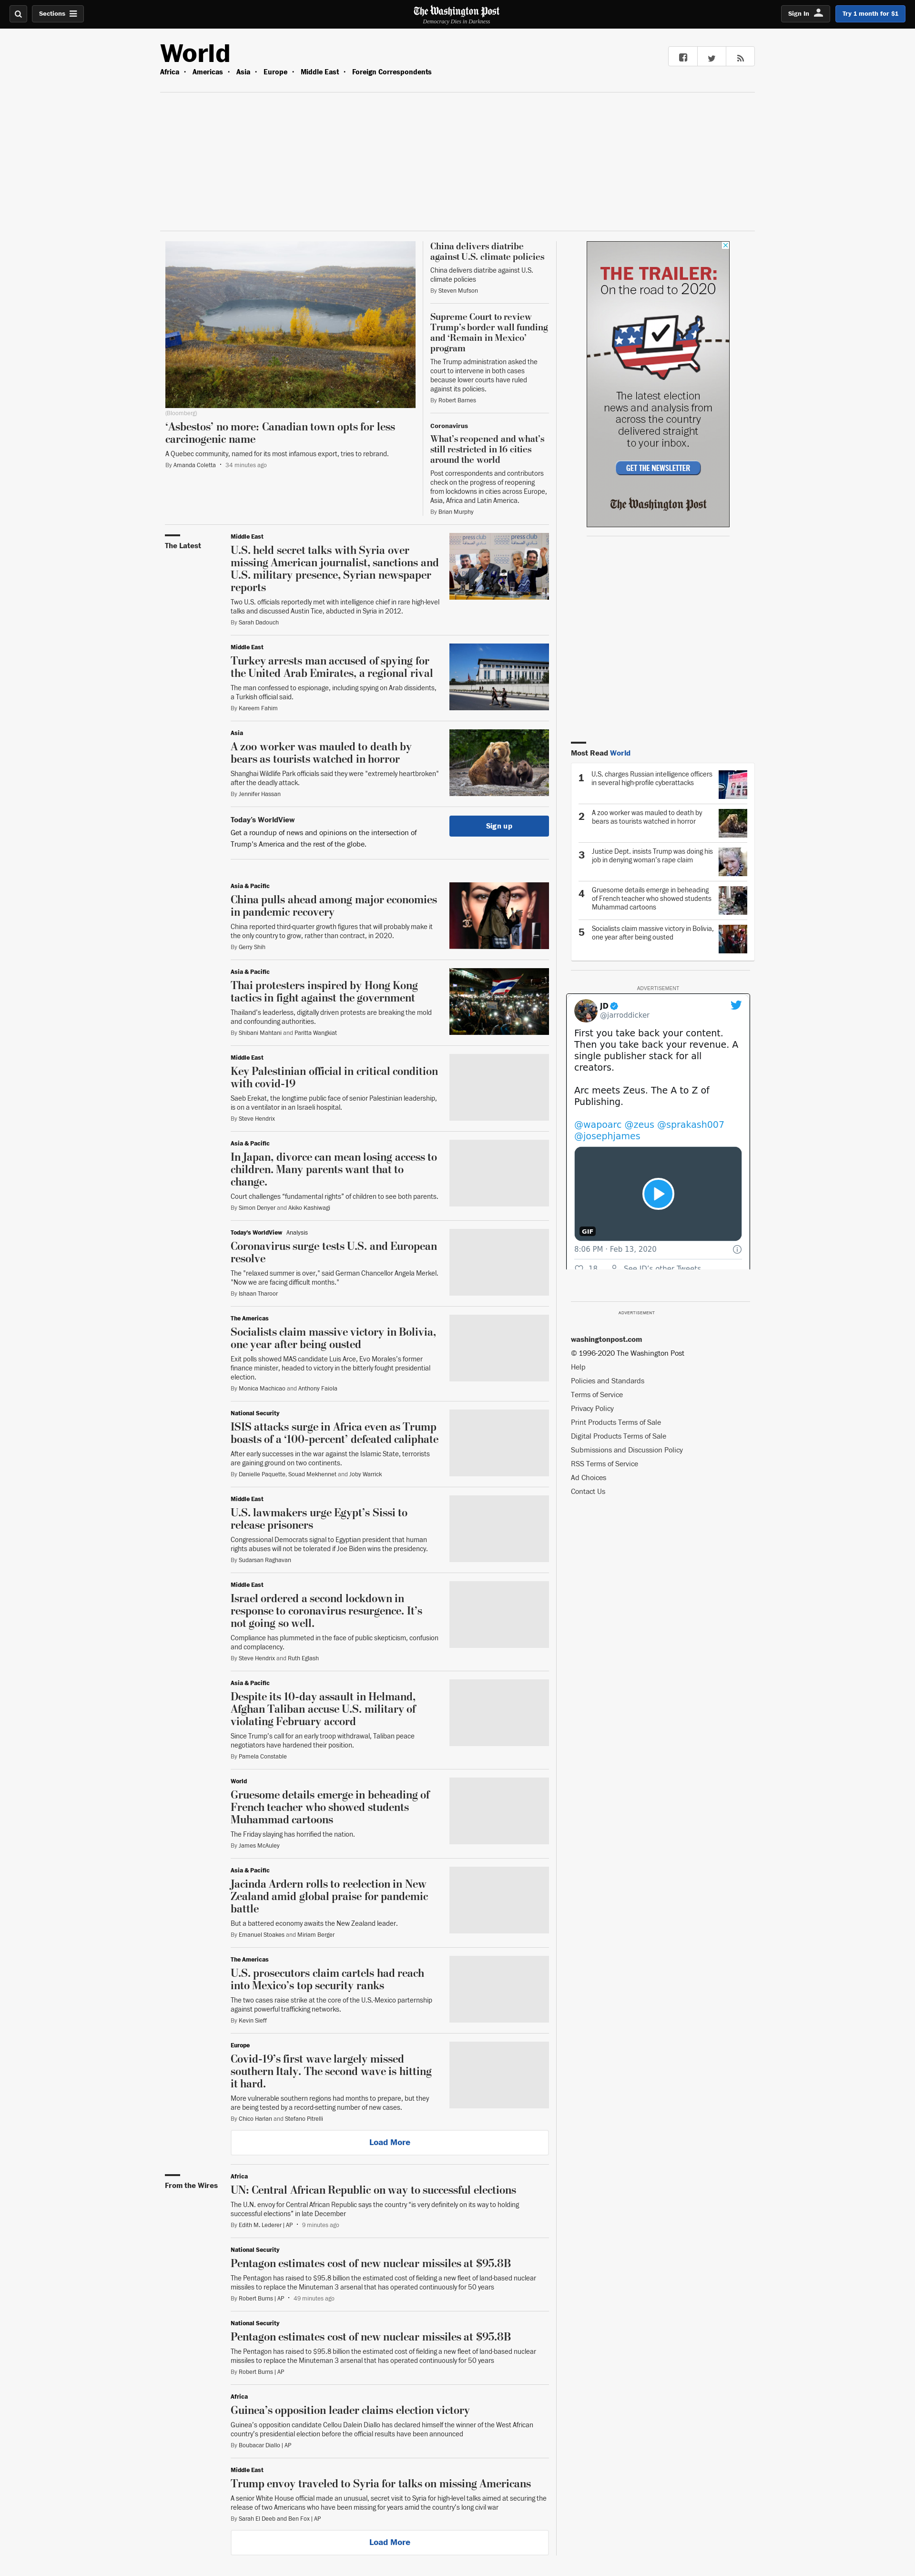 Sections
The Washington Post
Democracy Dies in Darkness
Sign In
Try 1 month for $1
World
Africa • Americas • Asia • Europe • Middle East • Foreign Correspondents
(Bloomberg)
‘Asbestos’ no more: Canadian town opts for less
carcinogenic name
A Quebec community, named for its most infamous export, tries to rebrand.
By Amanda Coletta • 34 minutes ago
China delivers diatribe
against U.S. climate policies
China delivers diatribe against U.S.
climate policies
By Steven Mufson
Supreme Court to review
Trump’s border wall funding
and ‘Remain in Mexico’
program
The Trump administration asked the
court to intervene in both cases
because lower courts have ruled
against its policies.
By Robert Barnes
Coronavirus
What’s reopened and what’s
still restricted in 16 cities
around the world
Post correspondents and contributors
check on the progress of reopening
from lockdowns in cities across Europe,
Asia, Africa and Latin America.
By Brian Murphy
THE TRAILER:
On the road to 2020
The latest election
news and analysis from
across the country
delivered straight
to your inbox.
GET THE NEWSLETTER
The Washington Post
The Latest
Middle East
U.S. held secret talks with Syria over
missing American journalist, sanctions and
U.S. military presence, Syrian newspaper
reports
Two U.S. officials reportedly met with intelligence chief in rare high-level
talks and discussed Austin Tice, abducted in Syria in 2012.
By Sarah Dadouch
Middle East
Turkey arrests man accused of spying for
the United Arab Emirates, a regional rival
The man confessed to espionage, including spying on Arab dissidents,
a Turkish official said.
By Kareem Fahim
Asia
A zoo worker was mauled to death by
bears as tourists watched in horror
Shanghai Wildlife Park officials said they were "extremely heartbroken"
after the deadly attack.
By Jennifer Hassan
Today’s WorldView
Get a roundup of news and opinions on the intersection of
Trump’s America and the rest of the globe.
Sign up
Asia & Pacific
China pulls ahead among major economies
in pandemic recovery
China reported third-quarter growth figures that will probably make it
the only country to grow, rather than contract, in 2020.
By Gerry Shih
Asia & Pacific
Thai protesters inspired by Hong Kong
tactics in fight against the government
Thailand’s leaderless, digitally driven protests are breaking the mold
and confounding authorities.
By Shibani Mahtani and Paritta Wangkiat
Middle East
Key Palestinian official in critical condition
with covid-19
Saeb Erekat, the longtime public face of senior Palestinian leadership,
is on a ventilator in an Israeli hospital.
By Steve Hendrix
Asia & Pacific
In Japan, divorce can mean losing access to
children. Many parents want that to
change.
Court challenges “fundamental rights” of children to see both parents.
By Simon Denyer and Akiko Kashiwagi
Today's WorldView Analysis
Coronavirus surge tests U.S. and European
resolve
The "relaxed summer is over," said German Chancellor Angela Merkel.
"Now we are facing difficult months."
By Ishaan Tharoor
The Americas
Socialists claim massive victory in Bolivia,
one year after being ousted
Exit polls showed MAS candidate Luis Arce, Evo Morales’s former
finance minister, headed to victory in the bitterly fought presidential
election.
By Monica Machicao and Anthony Faiola
National Security
ISIS attacks surge in Africa even as Trump
boasts of a ‘100-percent’ defeated caliphate
After early successes in the war against the Islamic State, terrorists
are gaining ground on two continents.
By Danielle Paquette, Souad Mekhennet and Joby Warrick
Middle East
U.S. lawmakers urge Egypt’s Sissi to
release prisoners
Congressional Democrats signal to Egyptian president that human
rights abuses will not be tolerated if Joe Biden wins the presidency.
By Sudarsan Raghavan
Middle East
Israel ordered a second lockdown in
response to coronavirus resurgence. It’s
not going so well.
Compliance has plummeted in the face of public skepticism, confusion
and complacency.
By Steve Hendrix and Ruth Eglash
Asia & Pacific
Despite its 10-day assault in Helmand,
Afghan Taliban accuse U.S. military of
violating February accord
Since Trump’s call for an early troop withdrawal, Taliban peace
negotiators have hardened their position.
By Pamela Constable
World
Gruesome details emerge in beheading of
French teacher who showed students
Muhammad cartoons
The Friday slaying has horrified the nation.
By James McAuley
Asia & Pacific
Jacinda Ardern rolls to reelection in New
Zealand amid global praise for pandemic
battle
But a battered economy awaits the New Zealand leader.
By Emanuel Stoakes and Miriam Berger
The Americas
U.S. prosecutors claim cartels had reach
into Mexico’s top security ranks
The two cases raise strike at the core of the U.S.-Mexico parternship
against powerful trafficking networks.
By Kevin Sieff
Europe
Covid-19’s first wave largely missed
southern Italy. The second wave is hitting
it hard.
More vulnerable southern regions had months to prepare, but they
are being tested by a record-setting number of new cases.
By Chico Harlan and Stefano Pitrelli
Load More
Most Read World
1 U.S. charges Russian intelligence officers
in several high-profile cyberattacks
2 A zoo worker was mauled to death by
bears as tourists watched in horror
3 Justice Dept. insists Trump was doing his
job in denying woman’s rape claim
4 Gruesome details emerge in beheading
of French teacher who showed students
Muhammad cartoons
5 Socialists claim massive victory in Bolivia,
one year after being ousted
ADVERTISEMENT
JD
@jarroddicker
First you take back your content.
Then you take back your revenue. A
single publisher stack for all
creators.
Arc meets Zeus. The A to Z of
Publishing.
@wapoarc @zeus @sprakash007
@josephjames
GIF
8:06 PM · Feb 13, 2020
18 See JD's other Tweets
ADVERTISEMENT
washingtonpost.com
© 1996-2020 The Washington Post
Help
Policies and Standards
Terms of Service
Privacy Policy
Print Products Terms of Sale
Digital Products Terms of Sale
Submissions and Discussion Policy
RSS Terms of Service
Ad Choices
Contact Us
From the Wires
Africa
UN: Central African Republic on way to successful elections
The U.N. envoy for Central African Republic says the country “is very definitely on its way to holding
successful elections” in late December
By Edith M. Lederer | AP • 9 minutes ago
National Security
Pentagon estimates cost of new nuclear missiles at $95.8B
The Pentagon has raised to $95.8 billion the estimated cost of fielding a new fleet of land-based nuclear
missiles to replace the Minuteman 3 arsenal that has operated continuously for 50 years
By Robert Burns | AP • 49 minutes ago
National Security
Pentagon estimates cost of new nuclear missiles at $95.8B
The Pentagon has raised to $95.8 billion the estimated cost of fielding a new fleet of land-based nuclear
missiles to replace the Minuteman 3 arsenal that has operated continuously for 50 years
By Robert Burns | AP
Africa
Guinea’s opposition leader claims election victory
Guinea’s opposition candidate Cellou Dalein Diallo has declared himself the winner of the West African
country’s presidential election before the official results have been announced
By Boubacar Diallo | AP
Middle East
Trump envoy traveled to Syria for talks on missing Americans
A senior White House official made an unusual, secret visit to Syria for high-level talks aimed at securing the
release of two Americans who have been missing for years amid the country’s long civil war
By Sarah El Deeb and Ben Fox | AP
Load More